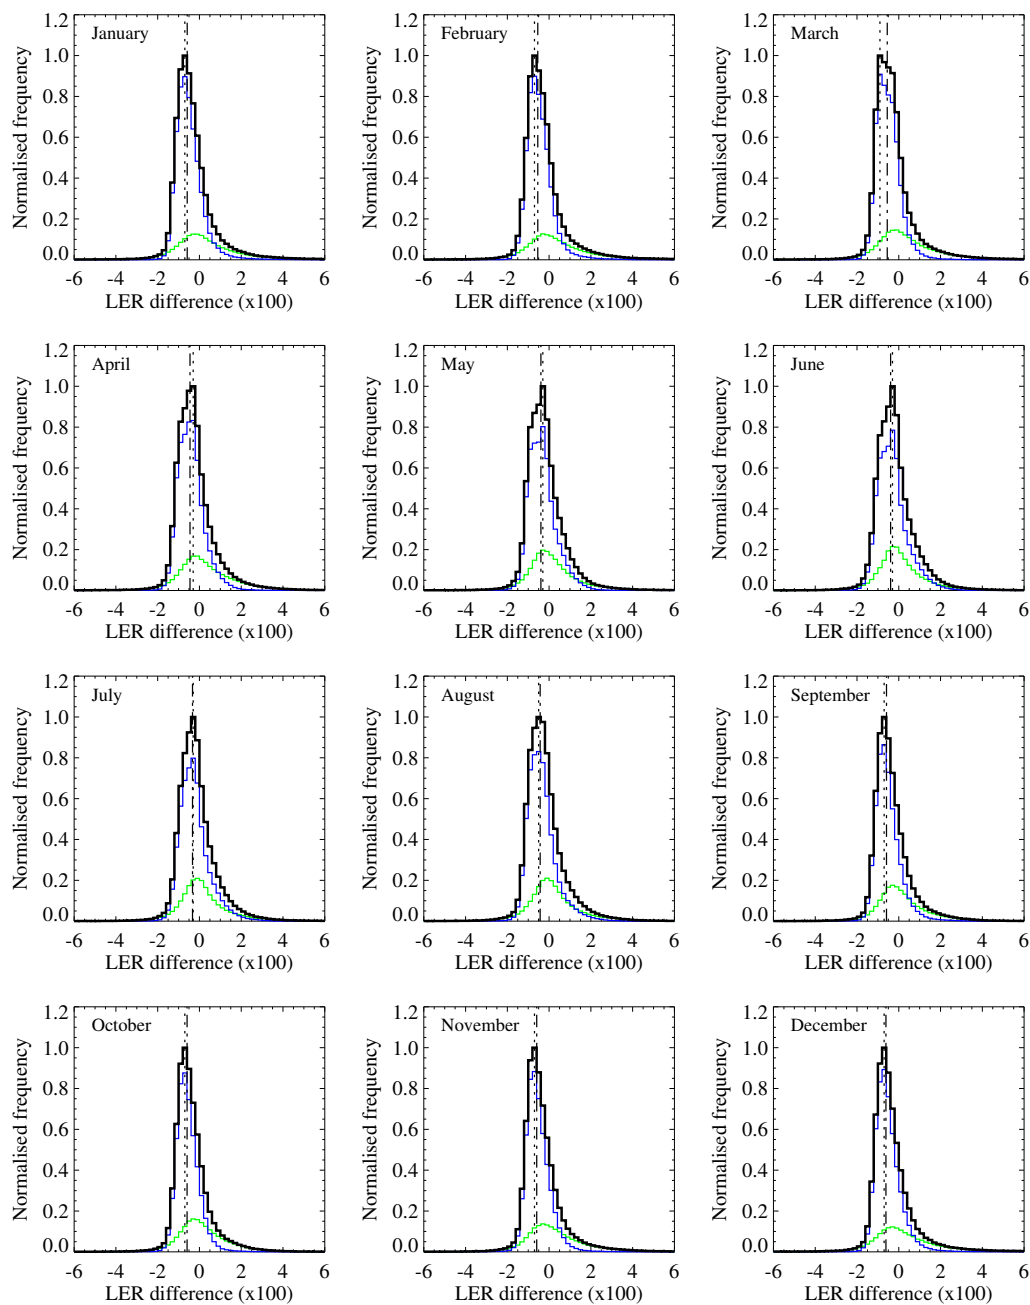 January
February
March
Normalised frequency
1.2
1.0
0.8
0.6
0.4
0.2
0.0
-6 -4 -2 0 2 4 6
LER difference (x100)
Normalised frequency
1.2
1.0
0.8
0.6
0.4
0.2
0.0
-6 -4 -2 0 2 4 6
LER difference (x100)
Normalised frequency
1.2
1.0
0.8
0.6
0.4
0.2
0.0
-6 -4 -2 0 2 4 6
LER difference (x100)
April
May
June
Normalised frequency
1.2
1.0
0.8
0.6
0.4
0.2
0.0
-6 -4 -2 0 2 4 6
LER difference (x100)
Normalised frequency
1.2
1.0
0.8
0.6
0.4
0.2
0.0
-6 -4 -2 0 2 4 6
LER difference (x100)
Normalised frequency
1.2
1.0
0.8
0.6
0.4
0.2
0.0
-6 -4 -2 0 2 4 6
LER difference (x100)
July
August
September
Normalised frequency
1.2
1.0
0.8
0.6
0.4
0.2
0.0
-6 -4 -2 0 2 4 6
LER difference (x100)
Normalised frequency
1.2
1.0
0.8
0.6
0.4
0.2
0.0
-6 -4 -2 0 2 4 6
LER difference (x100)
Normalised frequency
1.2
1.0
0.8
0.6
0.4
0.2
0.0
-6 -4 -2 0 2 4 6
LER difference (x100)
October
November
December
Normalised frequency
1.2
1.0
0.8
0.6
0.4
0.2
0.0
-6 -4 -2 0 2 4 6
LER difference (x100)
Normalised frequency
1.2
1.0
0.8
0.6
0.4
0.2
0.0
-6 -4 -2 0 2 4 6
LER difference (x100)
Normalised frequency
1.2
1.0
0.8
0.6
0.4
0.2
0.0
-6 -4 -2 0 2 4 6
LER difference (x100)